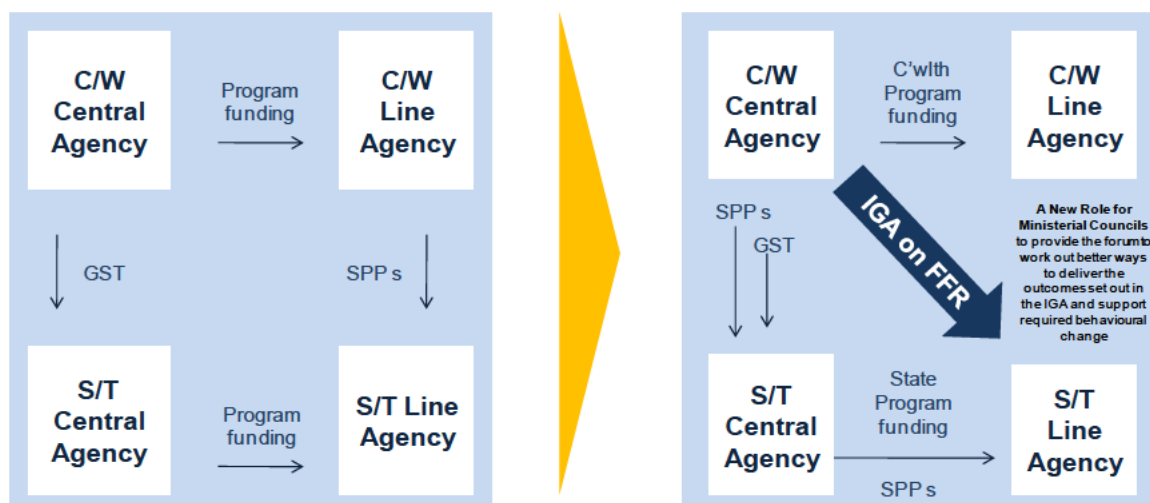 C/W
Central
Agency
Program
funding
C/W
Line
Agency
GST
SPP s
S/T
Central
Agency
Program
funding
S/T Line
Agency
C/W
Central
Agency
C'wlth
Program
funding
C/W
Line
Agency
SPP s
GST
IGA on FFR
A New Role for
Ministerial Councils
to provide the forum to
work out better ways
to deliver the
outcomes set out in
the IGA and support
required behavioural
change
S/T
Central
Agency
State
Program
funding
SPP s
S/T
Line
Agency